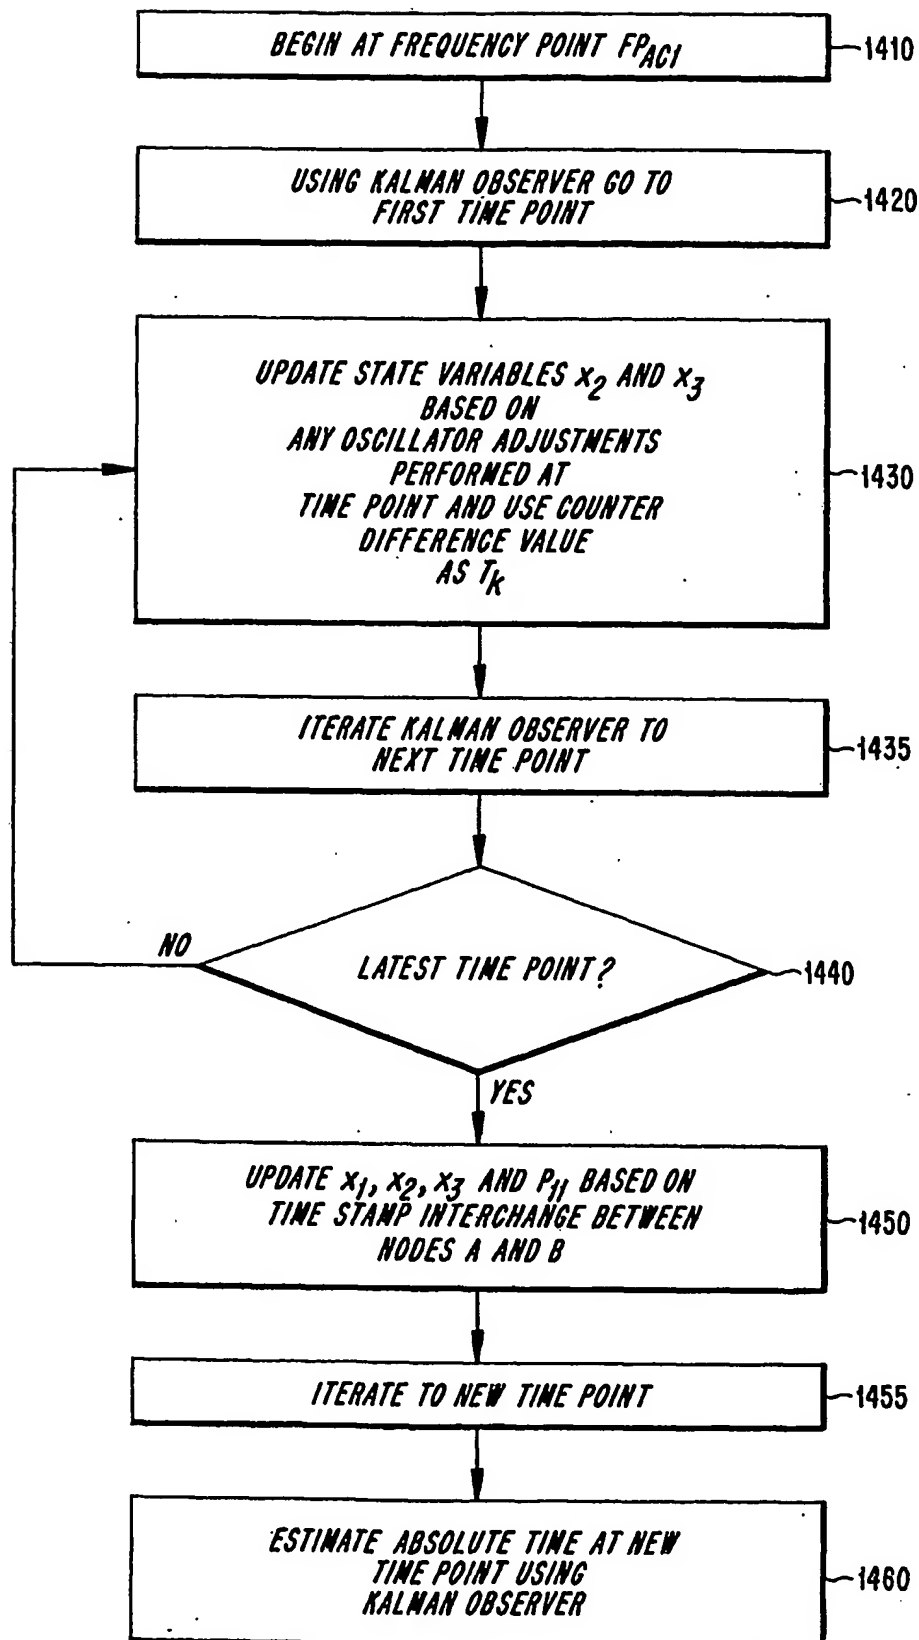 BEGIN AT FREQUENCY POINT FP_AC1
1410
USING KALMAN OBSERVER GO TO
FIRST TIME POINT
1420
UPDATE STATE VARIABLES x2 AND x3
BASED ON
ANY OSCILLATOR ADJUSTMENTS
PERFORMED AT
TIME POINT AND USE COUNTER
DIFFERENCE VALUE
AS Tk
1430
ITERATE KALMAN OBSERVER TO
NEXT TIME POINT
1435
NO
LATEST TIME POINT?
1440
YES
UPDATE x1, x2, x3 AND P11 BASED ON
TIME STAMP INTERCHANGE BETWEEN
NODES A AND B
1450
ITERATE TO NEW TIME POINT
1455
ESTIMATE ABSOLUTE TIME AT NEW
TIME POINT USING
KALMAN OBSERVER
1460